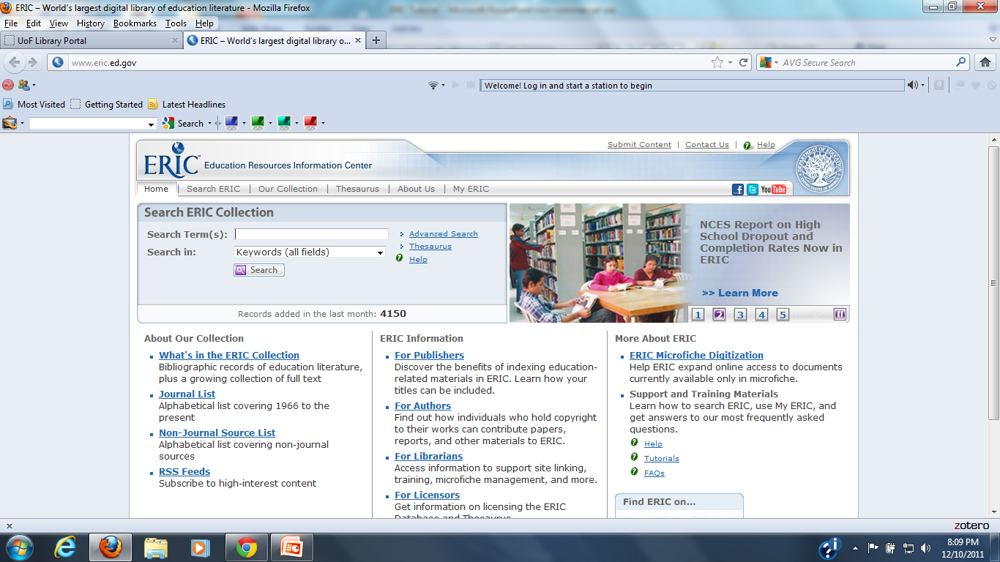 ERIC – World's largest digital library of education literature - Mozilla Firefox
File Edit View History Bookmarks Tools Help
UoF Library Portal
ERIC – World's largest digital library o...
www.eric.ed.gov
AVG Secure Search
Welcome! Log in and start a station to begin
Most Visited Getting Started Latest Headlines
Search
Submit Content | Contact Us | Help
ERIC Education Resources Information Center
Home | Search ERIC | Our Collection | Thesaurus | About Us | My ERIC
YouTube
Search ERIC Collection
Search Term(s):
Search in: Keywords (all fields)
Search
Advanced Search
Thesaurus
Help
Records added in the last month: 4150
NCES Report on High
School Dropout and
Completion Rates Now in
ERIC
>> Learn More
1 2 3 4 5
About Our Collection
What's in the ERIC Collection
Bibliographic records of education literature,
plus a growing collection of full text
Journal List
Alphabetical list covering 1966 to the
present
Non-Journal Source List
Alphabetical list covering non-journal
sources
RSS Feeds
Subscribe to high-interest content
ERIC Information
For Publishers
Discover the benefits of indexing education-
related materials in ERIC. Learn how your
titles can be included.
For Authors
Find out how individuals who hold copyright
to their works can contribute papers,
reports, and other materials to ERIC.
For Librarians
Access information to support site linking,
training, microfiche management, and more.
For Licensors
Get information on licensing the ERIC
Database and Thesaurus
More About ERIC
ERIC Microfiche Digitization
Help ERIC expand online access to documents
currently available only in microfiche.
Support and Training Materials
Learn how to search ERIC, use My ERIC, and
get answers to our most frequently asked
questions.
Help
Tutorials
FAQs
Find ERIC on...
zotero
8:09 PM
12/10/2011